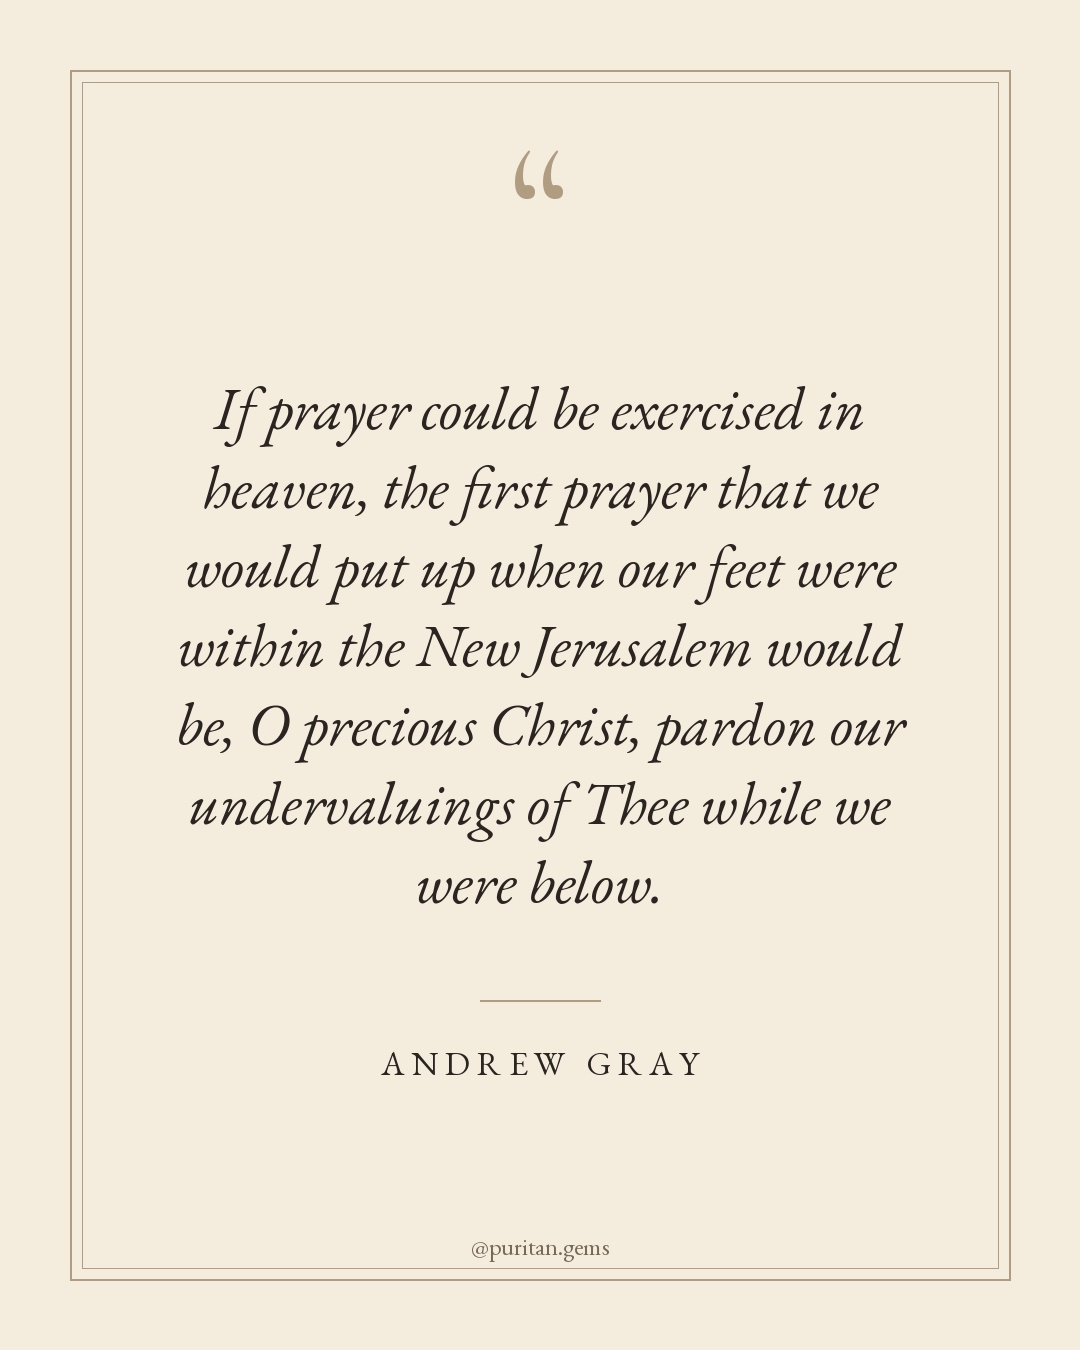 “
If prayer could be exercised in
heaven, the first prayer that we
would put up when our feet were
within the New Jerusalem would
be, O precious Christ, pardon our
undervaluings of Thee while we
were below.
ANDREW GRAY
@puritan.gems